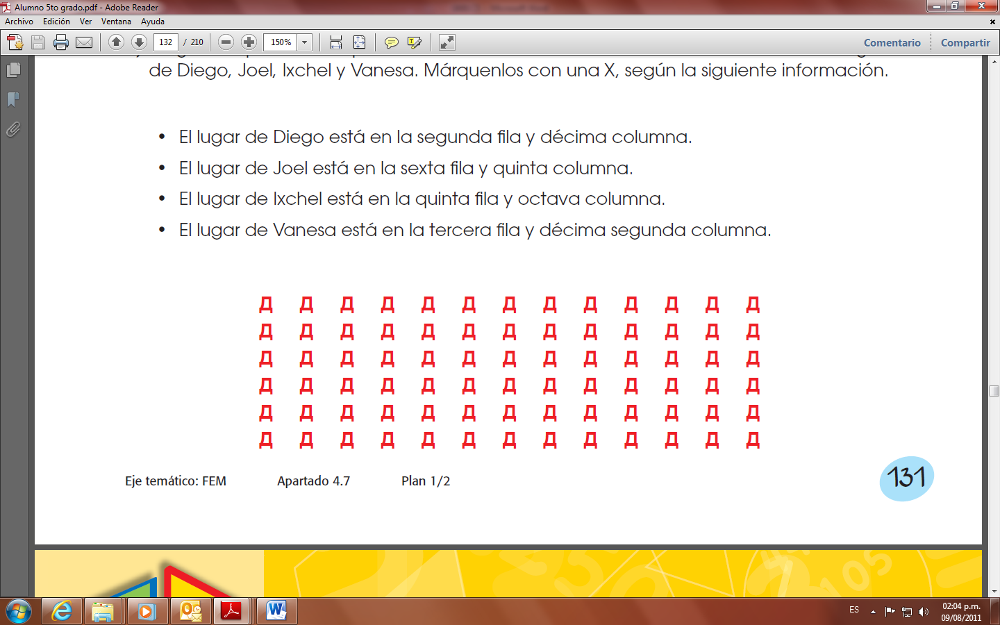 Alumno 5to grado.pdf - Adobe Reader
Archivo Edición Ver Ventana Ayuda
132 / 210 150% Comentario Compartir
de Diego, Joel, Ixchel y Vanesa. Márquenlos con una X, según la siguiente información.
• El lugar de Diego está en la segunda fila y décima columna.
• El lugar de Joel está en la sexta fila y quinta columna.
• El lugar de Ixchel está en la quinta fila y octava columna.
• El lugar de Vanesa está en la tercera fila y décima segunda columna.
Д Д Д Д Д Д Д Д Д Д Д Д Д
Д Д Д Д Д Д Д Д Д Д Д Д Д
Д Д Д Д Д Д Д Д Д Д Д Д Д
Д Д Д Д Д Д Д Д Д Д Д Д Д
Д Д Д Д Д Д Д Д Д Д Д Д Д
Д Д Д Д Д Д Д Д Д Д Д Д Д
Eje temático: FEM Apartado 4.7 Plan 1/2
131
ES 02:04 p.m.
09/08/2011